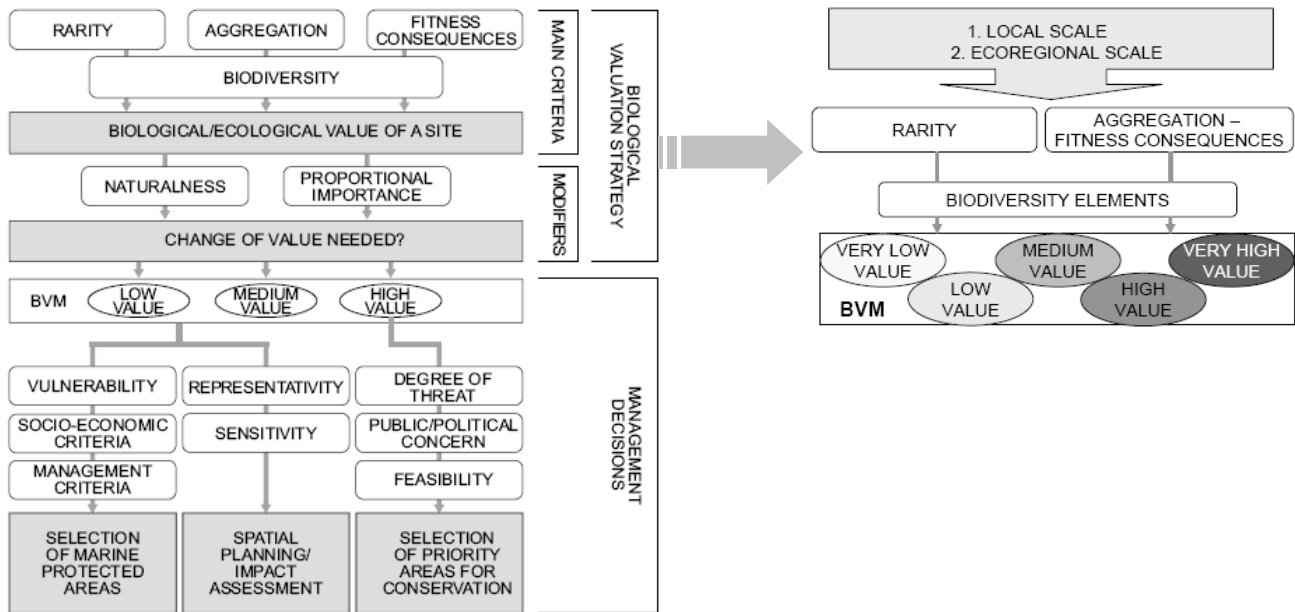 RARITY
AGGREGATION
FITNESS
CONSEQUENCES
BIODIVERSITY
BIOLOGICAL/ECOLOGICAL VALUE OF A SITE
NATURALNESS
PROPORTIONAL
IMPORTANCE
CHANGE OF VALUE NEEDED?
BVM
LOW
VALUE
MEDIUM
VALUE
HIGH
VALUE
VULNERABILITY
REPRESENTATIVITY
DEGREE OF
THREAT
SOCIO-ECONOMIC
CRITERIA
SENSITIVITY
PUBLIC/POLITICAL
CONCERN
MANAGEMENT
CRITERIA
FEASIBILITY
SELECTION
OF MARINE
PROTECTED
AREAS
SPATIAL
PLANNING/
IMPACT
ASSESSMENT
SELECTION
OF PRIORITY
AREAS FOR
CONSERVATION
MAIN CRITERIA
MODIFIERS
BIOLOGICAL
VALUATION STRATEGY
MANAGEMENT
DECISIONS
1. LOCAL SCALE
2. ECOREGIONAL SCALE
RARITY
AGGREGATION –
FITNESS CONSEQUENCES
BIODIVERSITY ELEMENTS
VERY LOW
VALUE
LOW
VALUE
MEDIUM
VALUE
HIGH
VALUE
VERY HIGH
VALUE
BVM